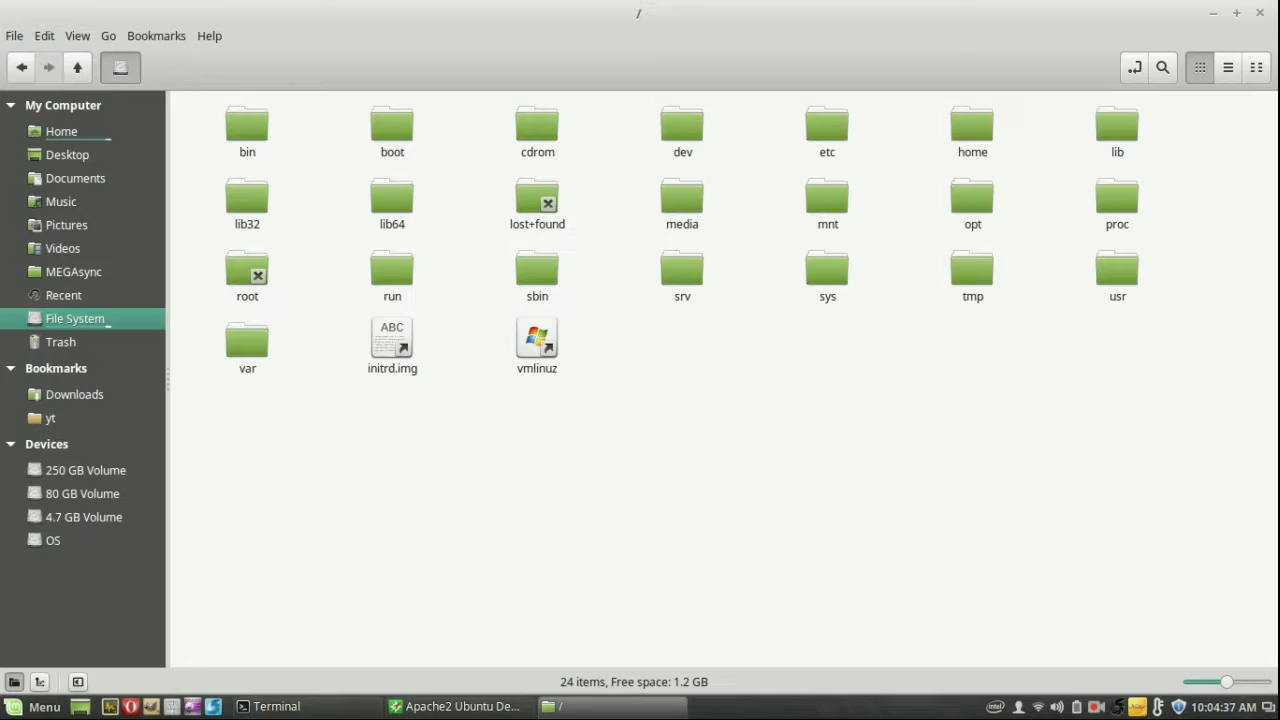 /
File Edit View Go Bookmarks Help
My Computer
Home
Desktop
Documents
Music
Pictures
Videos
MEGAsync
Recent
File System
Trash
Bookmarks
Downloads
yt
Devices
250 GB Volume
80 GB Volume
4.7 GB Volume
OS
bin boot cdrom dev etc home lib
lib32 lib64 lost+found media mnt opt proc
root run sbin srv sys tmp usr
ABC
var initrd.img vmlinuz
24 items, Free space: 1.2 GB
Menu Terminal Apache2 Ubuntu De... / intel 10:04:37 AM